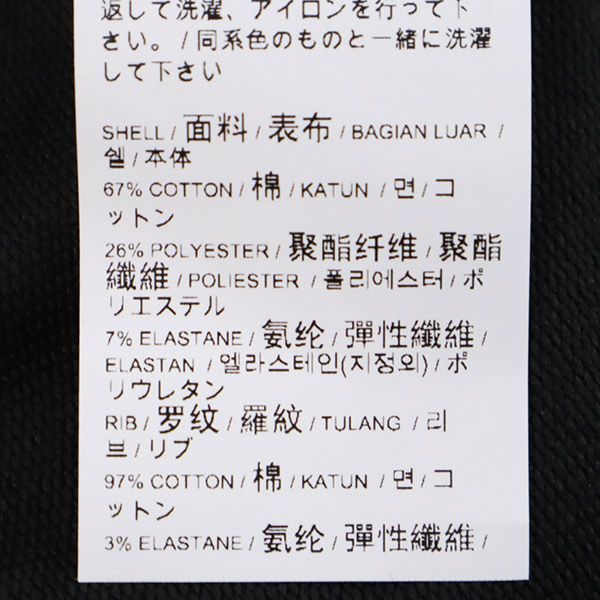 返して洗濯、アイロンを行って下
さい。 / 同系色のものと一緒に洗濯
して下さい
SHELL / 面料 / 表布 / BAGIAN LUAR /
쉘 / 本体
67% COTTON / 棉 / KATUN / 면 / コ
ットン
26% POLYESTER / 聚酯纤维 / 聚酯
纖維 / POLIESTER / 폴리에스터 / ポ
リエステル
7% ELASTANE / 氨纶 / 彈性纖維 /
ELASTAN / 엘라스테인(지정외) / ポ
リウレタン
RIB / 罗纹 / 羅紋 / TULANG / 리
브 / リブ
97% COTTON / 棉 / KATUN / 면 / コ
ットン
3% ELASTANE / 氨纶 / 彈性纖維 /